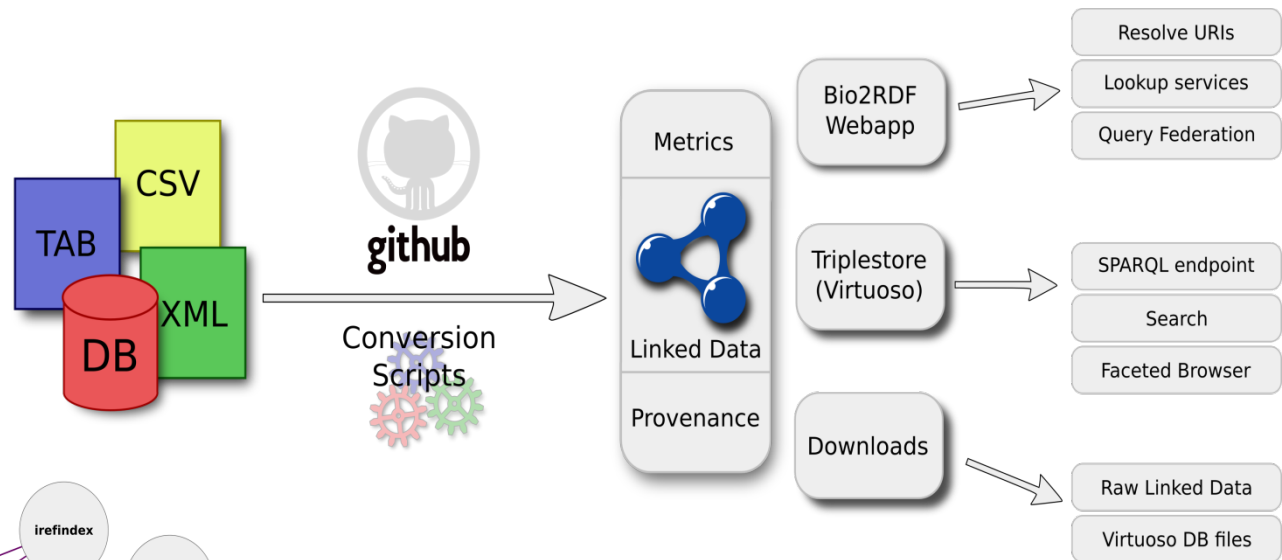 CSV
TAB
XML
DB
github
Conversion
Scripts
Metrics
Linked Data
Provenance
Bio2RDF
Webapp
Triplestore
(Virtuoso)
Downloads
Resolve URIs
Lookup services
Query Federation
SPARQL endpoint
Search
Faceted Browser
Raw Linked Data
Virtuoso DB files
irefindex